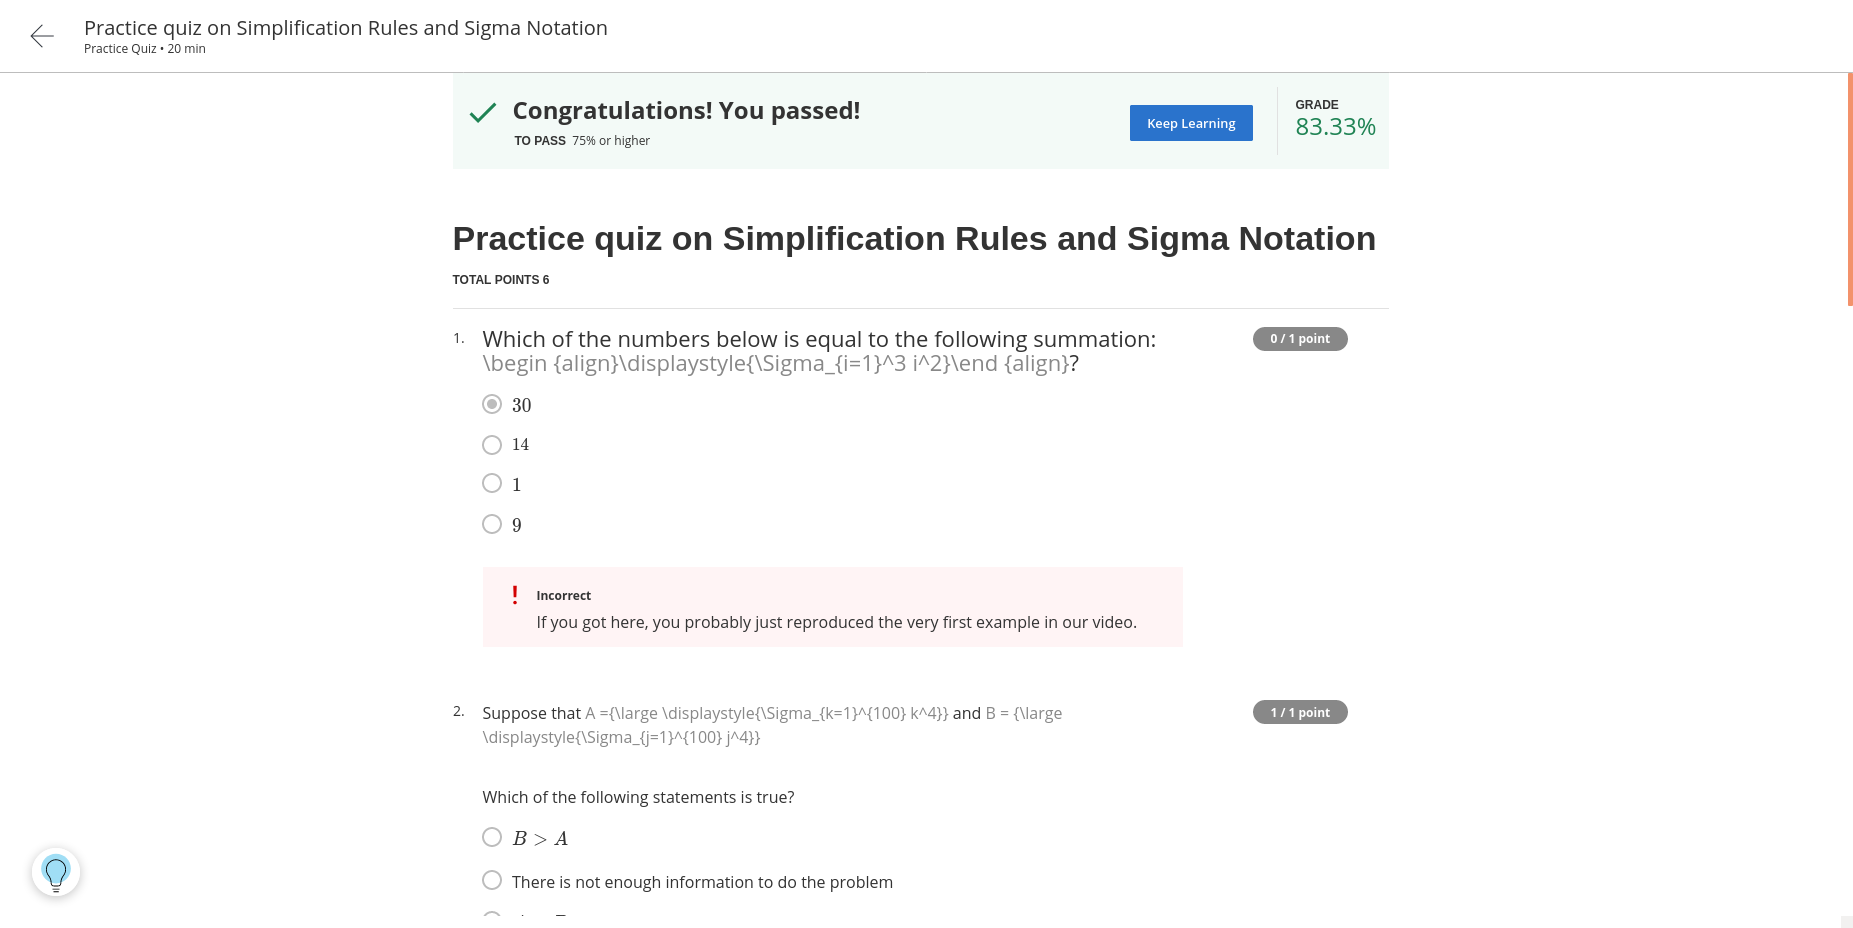 Practice quiz on Simplification Rules and Sigma Notation
Practice Quiz • 20 min
Congratulations! You passed!
TO PASS 75% or higher
Keep Learning
GRADE
83.33%
Practice quiz on Simplification Rules and Sigma Notation
TOTAL POINTS 6
1. Which of the numbers below is equal to the following summation:
\begin {align}\displaystyle{\Sigma_{i=1}^3 i^2}\end {align}?
0 / 1 point
30
14
1
9
! Incorrect
If you got here, you probably just reproduced the very first example in our video.
2. Suppose that A ={\large \displaystyle{\Sigma_{k=1}^{100} k^4}} and B = {\large
\displaystyle{\Sigma_{j=1}^{100} j^4}}
1 / 1 point
Which of the following statements is true?
B > A
There is not enough information to do the problem